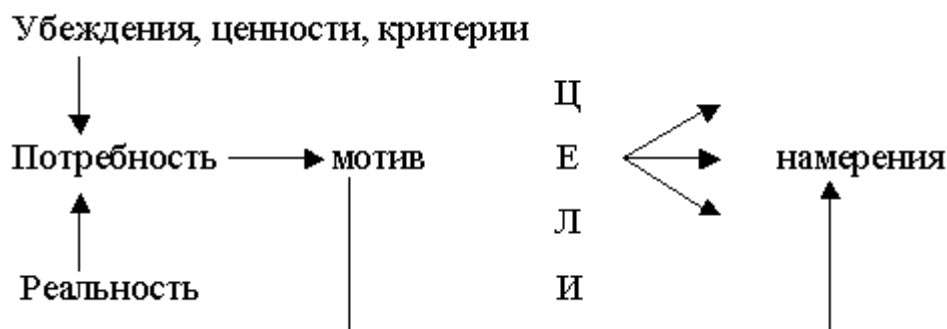 Убеждения, ценности, критерии
Ц
Потребность мотив Е намерения
Л
Реальность И